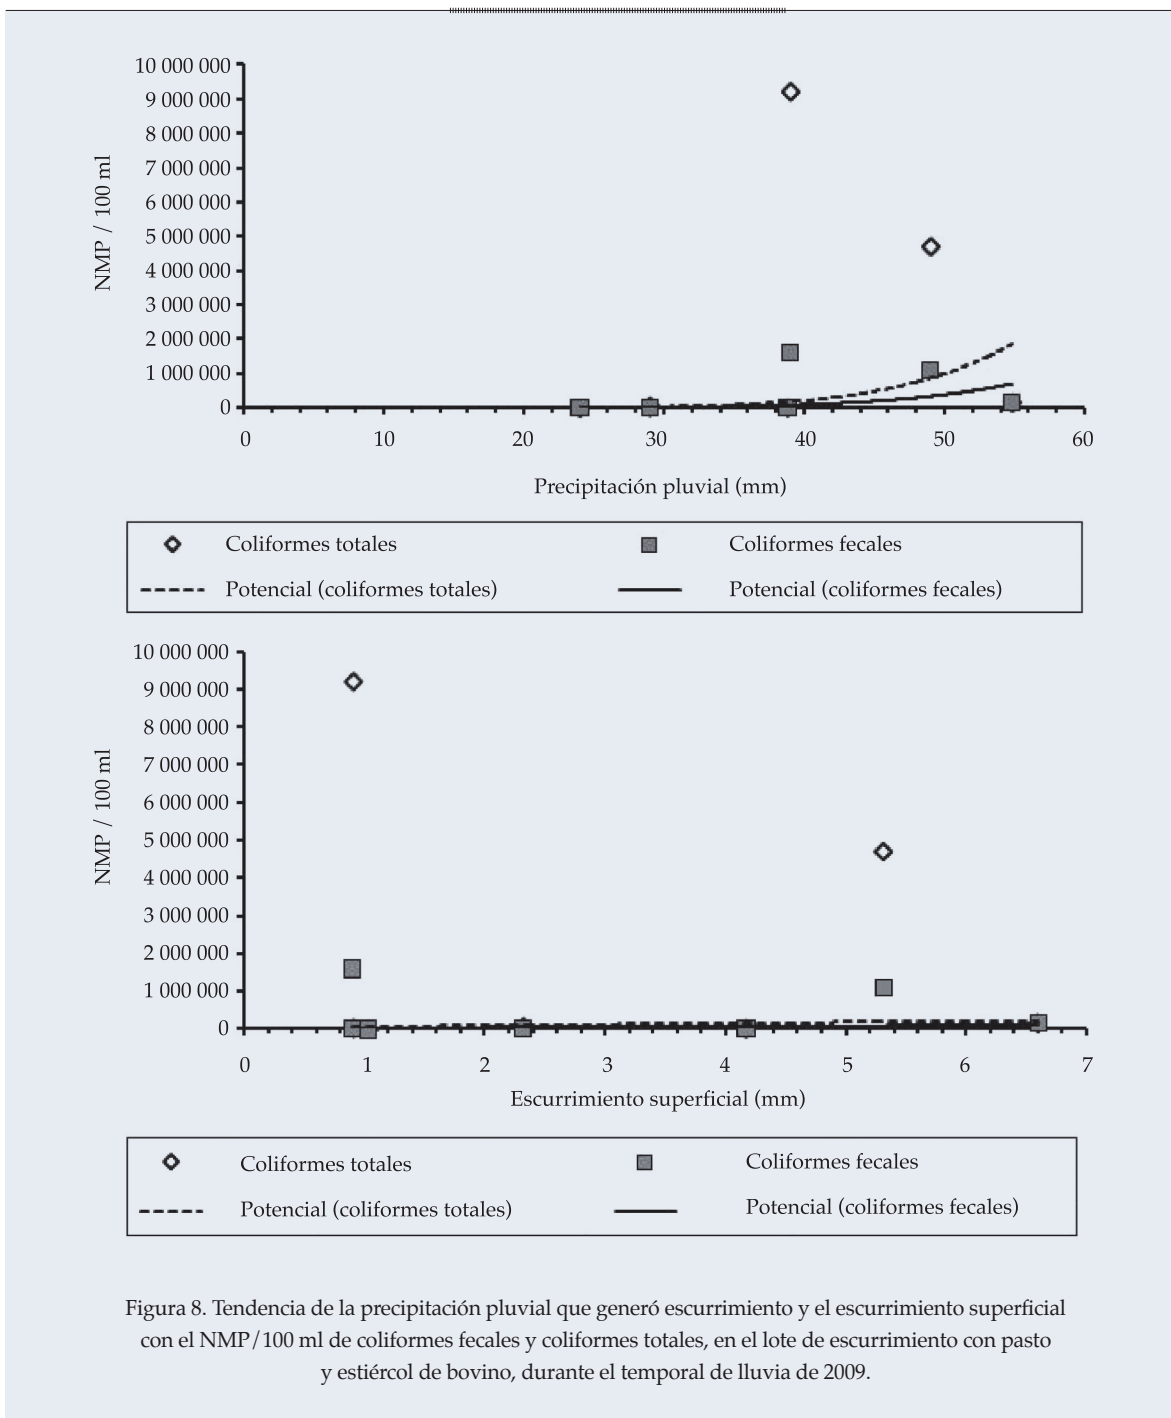 10 000 000
9 000 000
8 000 000
7 000 000
6 000 000
5 000 000
4 000 000
3 000 000
2 000 000
1 000 000
0
NMP / 100 ml
0 10 20 30 40 50 60
Precipitación pluvial (mm)
Coliformes totales Coliformes fecales
Potencial (coliformes totales) Potencial (coliformes fecales)
10 000 000
9 000 000
8 000 000
7 000 000
6 000 000
5 000 000
4 000 000
3 000 000
2 000 000
1 000 000
0
NMP / 100 ml
0 1 2 3 4 5 6 7
Escurrimiento superficial (mm)
Coliformes totales Coliformes fecales
Potencial (coliformes totales) Potencial (coliformes fecales)
Figura 8. Tendencia de la precipitación pluvial que generó escurrimiento y el escurrimiento superficial
con el NMP/100 ml de coliformes fecales y coliformes totales, en el lote de escurrimiento con pasto
y estiércol de bovino, durante el temporal de lluvia de 2009.